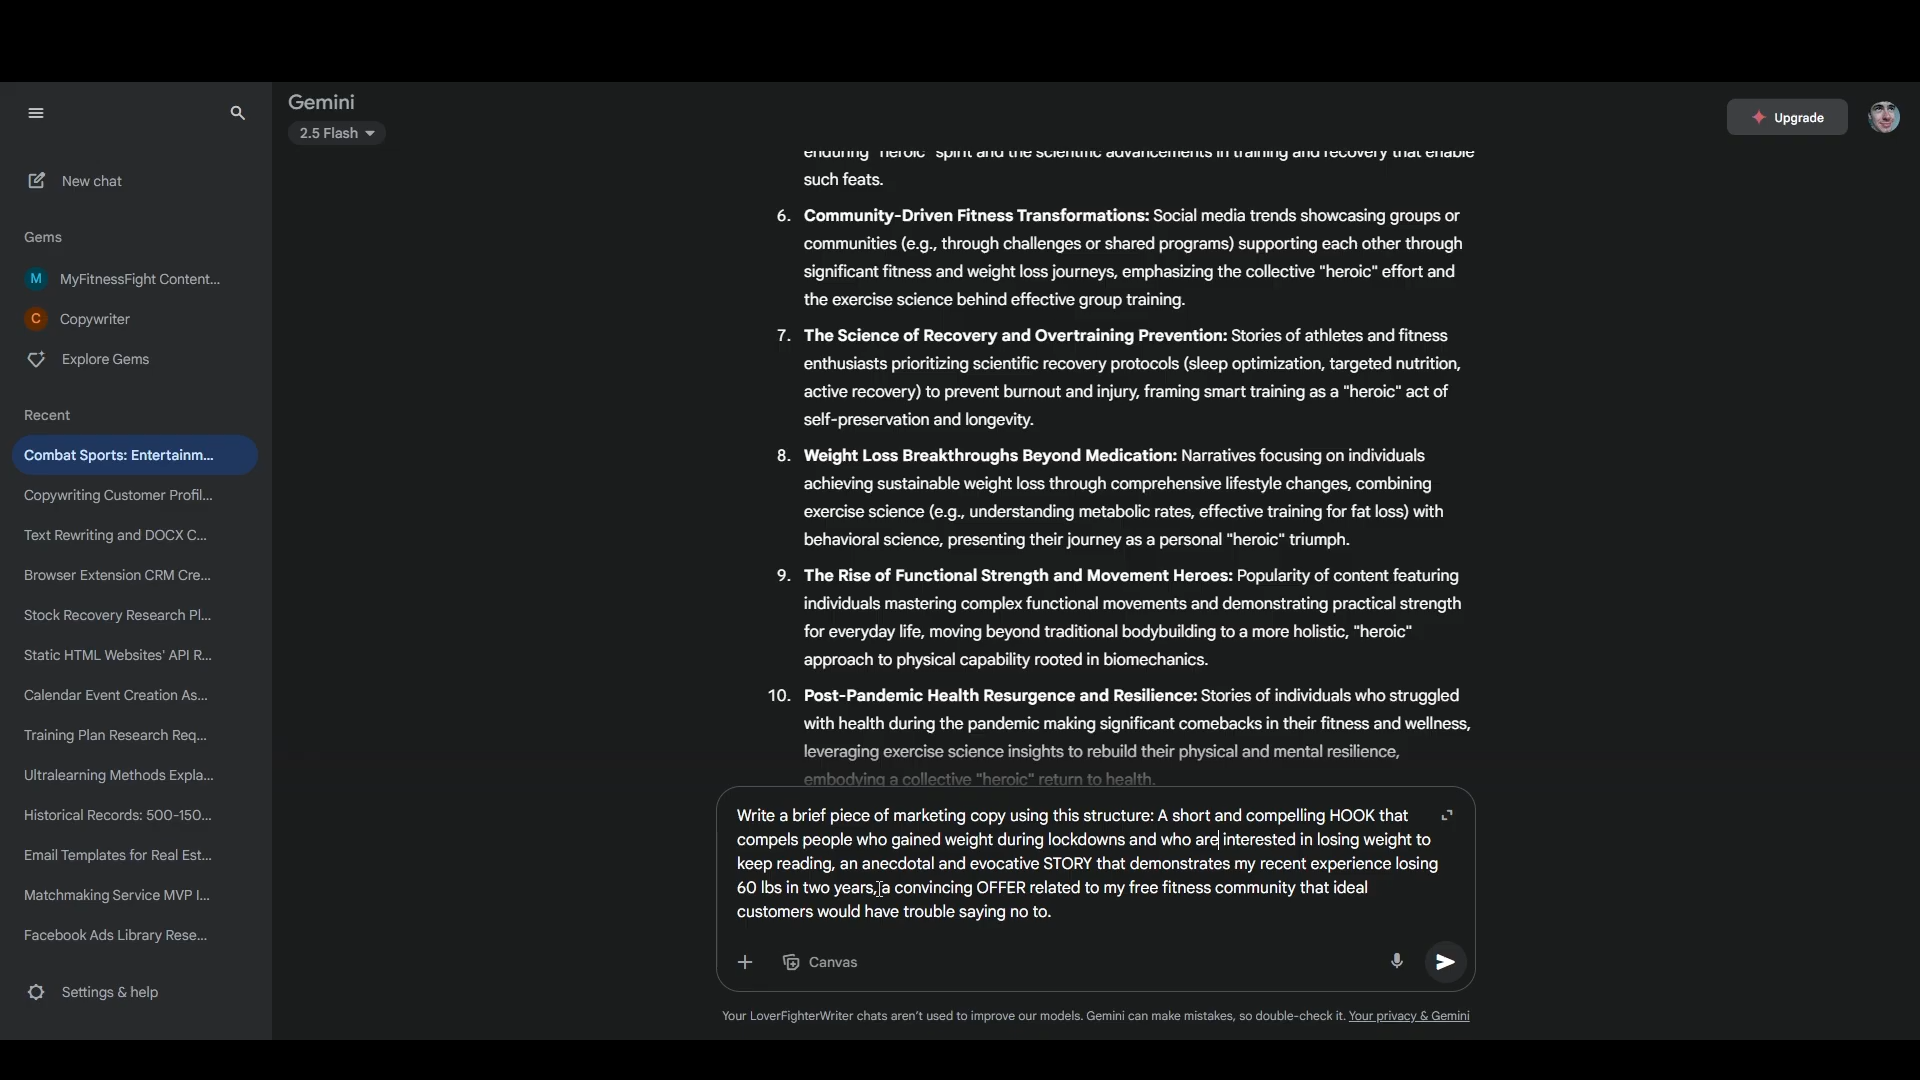 Gemini
2.5 Flash
Upgrade
New chat
Gems
M MyFitnessFight Content...
C Copywriter
Explore Gems
Recent
Combat Sports: Entertainm...
Copywriting Customer Profil...
Text Rewriting and DOCX C...
Browser Extension CRM Cre...
Stock Recovery Research Pl...
Static HTML Websites' API R...
Calendar Event Creation As...
Training Plan Research Req...
Ultralearning Methods Expla...
Historical Records: 500-150...
Email Templates for Real Est...
Matchmaking Service MVP I...
Facebook Ads Library Rese...
Settings & help
enduring "heroic" spirit and the scientific advancements in training and recovery that enable
such feats.
6. Community-Driven Fitness Transformations: Social media trends showcasing groups or
communities (e.g., through challenges or shared programs) supporting each other through
significant fitness and weight loss journeys, emphasizing the collective "heroic" effort and
the exercise science behind effective group training.
7. The Science of Recovery and Overtraining Prevention: Stories of athletes and fitness
enthusiasts prioritizing scientific recovery protocols (sleep optimization, targeted nutrition,
active recovery) to prevent burnout and injury, framing smart training as a "heroic" act of
self-preservation and longevity.
8. Weight Loss Breakthroughs Beyond Medication: Narratives focusing on individuals
achieving sustainable weight loss through comprehensive lifestyle changes, combining
exercise science (e.g., understanding metabolic rates, effective training for fat loss) with
behavioral science, presenting their journey as a personal "heroic" triumph.
9. The Rise of Functional Strength and Movement Heroes: Popularity of content featuring
individuals mastering complex functional movements and demonstrating practical strength
for everyday life, moving beyond traditional bodybuilding to a more holistic, "heroic"
approach to physical capability rooted in biomechanics.
10. Post-Pandemic Health Resurgence and Resilience: Stories of individuals who struggled
with health during the pandemic making significant comebacks in their fitness and wellness,
leveraging exercise science insights to rebuild their physical and mental resilience,
embodying a collective "heroic" return to health.
Write a brief piece of marketing copy using this structure: A short and compelling HOOK that
compels people who gained weight during lockdowns and who are interested in losing weight to
keep reading, an anecdotal and evocative STORY that demonstrates my recent experience losing
60 lbs in two years, a convincing OFFER related to my free fitness community that ideal
customers would have trouble saying no to.
Canvas
Your LoverFighterWriter chats aren't used to improve our models. Gemini can make mistakes, so double-check it. Your privacy & Gemini